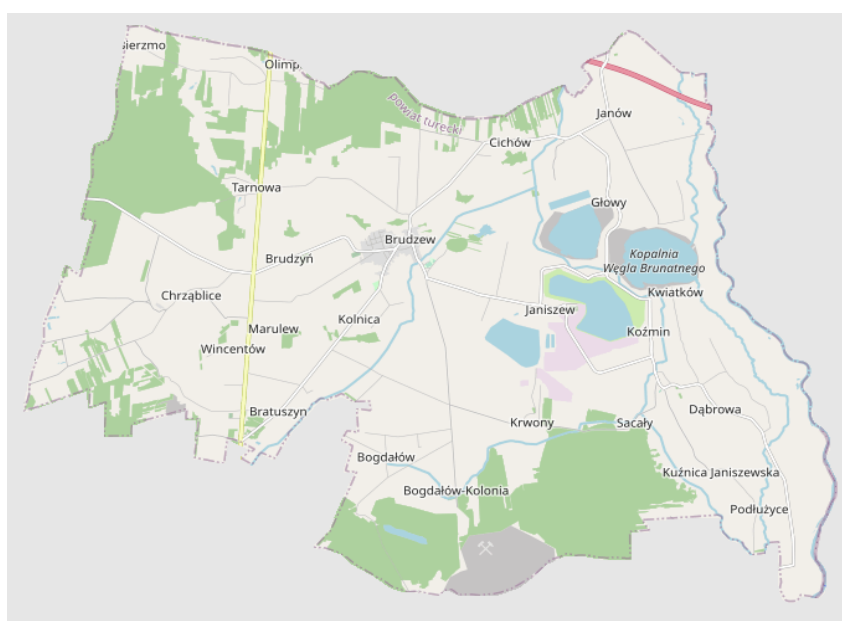 sierzmo
Olimp
powiat turecki
Janów
Cichów
Tarnowa
Głowy
Brudzew
Brudzyń
Kopalnia
Węgla Brunatnego
Chrząblice
Kwiatków
Janiszew
Kolnica
Marulew
Koźmin
Wincentów
Bratuszyn
Dąbrowa
Krwony
Sacały
Bogdałów
Kuźnica Janiszewska
Bogdałów-Kolonia
Podłużyce